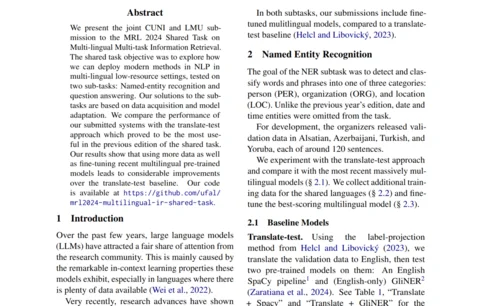 Abstract
We present the joint CUNI and LMU sub-
mission to the MRL 2024 Shared Task on
Multi-lingual Multi-task Information Retrieval.
The shared task objective was to explore how
we can deploy modern methods in NLP in
multi-lingual low-resource settings, tested on
two sub-tasks: Named-entity recognition and
question answering. Our solutions to the sub-
tasks are based on data acquisition and model
adaptation. We compare the performance of
our submitted systems with the translate-test
approach which proved to be the most use-
ful in the previous edition of the shared task.
Our results show that using more data as well
as fine-tuning recent multilingual pre-trained
models leads to considerable improvements
over the translate-test baseline. Our code
is available at https://github.com/ufal/
mrl2024-multilingual-ir-shared-task.
1 Introduction
Over the past few years, large language models
(LLMs) have attracted a fair share of attention from
the research community. This is mainly caused by
the remarkable in-context learning properties these
models exhibit, especially in languages where there
is plenty of data available (Wei et al., 2022).
Very recently, research advances have shown
In both subtasks, our submissions include fine-
tuned mulitlingual models, compared to a translate-
test baseline (Helcl and Libovický, 2023).
2 Named Entity Recognition
The goal of the NER subtask was to detect and clas-
sify words and phrases into one of three categories:
person (PER), organization (ORG), and location
(LOC). Unlike the previous year's edition, date and
time entities were omitted from the task.
For development, the organizers released vali-
dation data in Alsatian, Azerbaijani, Turkish, and
Yoruba, each of around 120 sentences.
We experiment with the translate-test approach
and compare it with the most recent massively mul-
tilingual models (§ 2.1). We collect additional train-
ing data for the shared languages (§ 2.2) and fine-
tune the best-scoring multilingual model (§ 2.3).
2.1 Baseline Models
Translate-test. Using the label-projection
method from Helcl and Libovický (2023), we
translate the validation data to English, then test
two pre-trained models on them: An English
SpaCy pipeline1 and (English-only) GliNER2
(Zaratiana et al., 2024). See Table 1, “Translate
+ Spacy” and “Translate + GliNER” for the